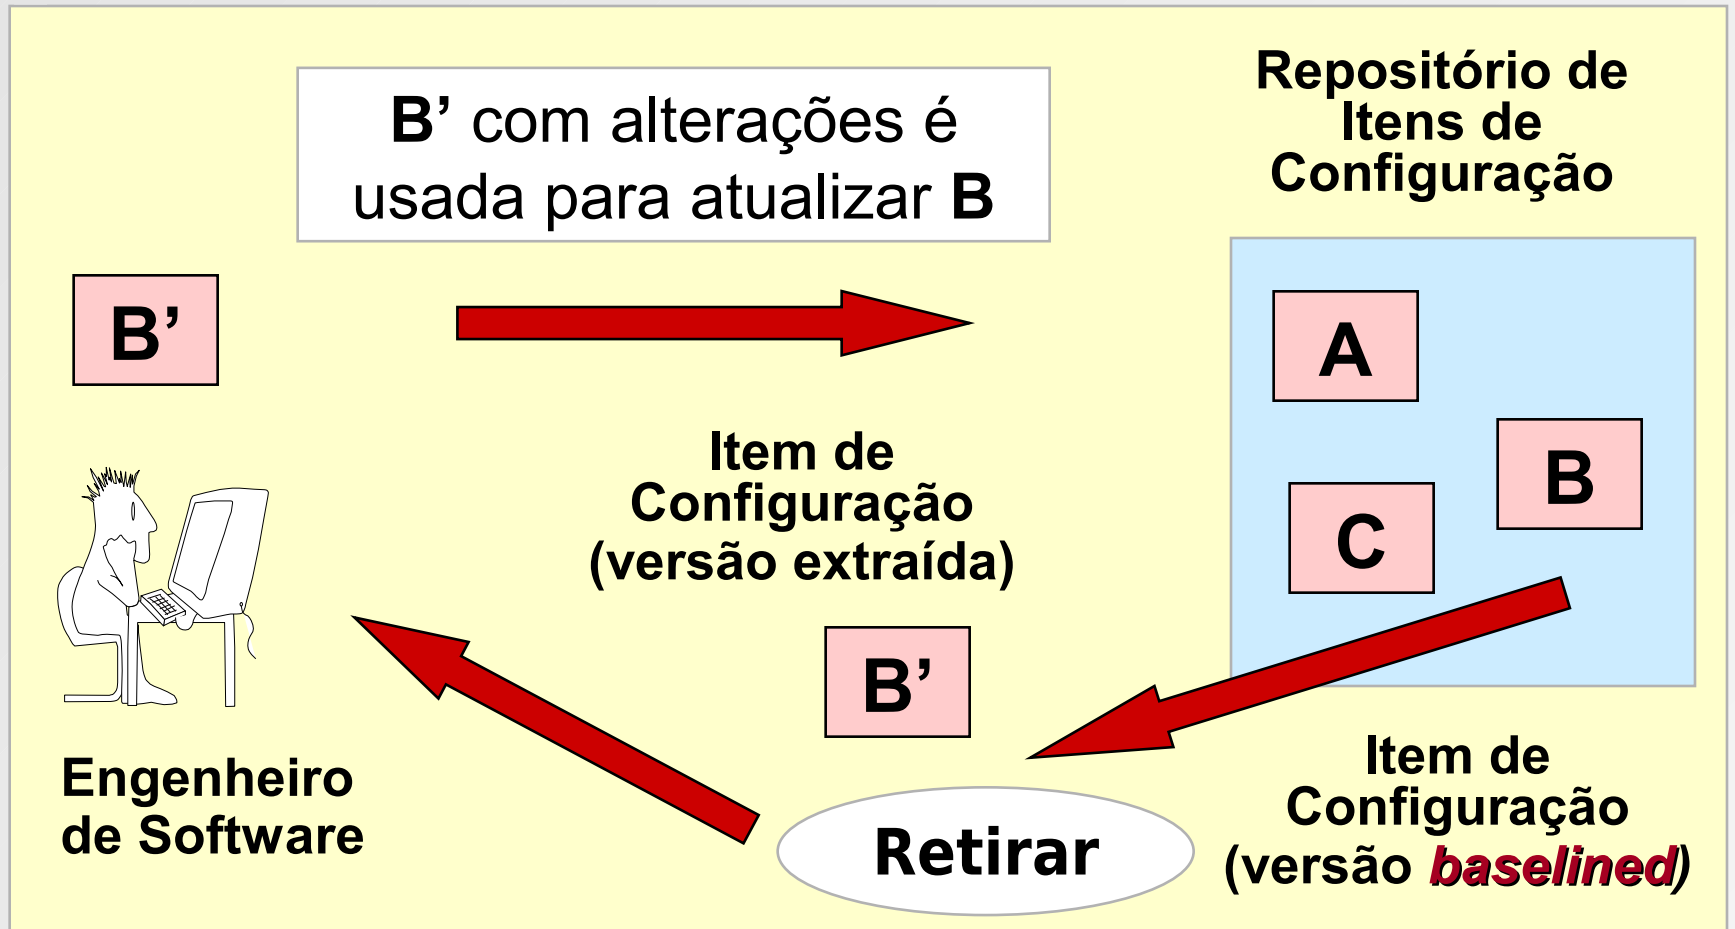 B’ com alterações é
usada para atualizar B
Repositório de
Itens de
Configuração
B’
A
B
C
Item de
Configuração
(versão extraída)
B’
Engenheiro
de Software
Retirar
Item de
Configuração
(versão baselined)